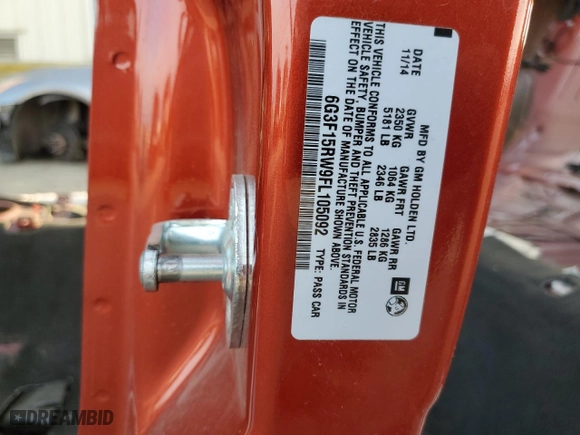 MFD BY GM HOLDEN LTD.
DATE GVWR GAWR FRT GAWR RR
11/14 2350 KG 1064 KG 1286 KG
5181 LB 2346 LB 2835 LB
GM
THIS VEHICLE CONFORMS TO ALL APPLICABLE U.S. FEDERAL MOTOR
VEHICLE SAFETY, BUMPER AND THEFT PREVENTION STANDARDS IN
EFFECT ON THE DATE OF MANUFACTURE SHOWN ABOVE.
6G3F15RW9FL105092 TYPE: PASS CAR
DREAMBID